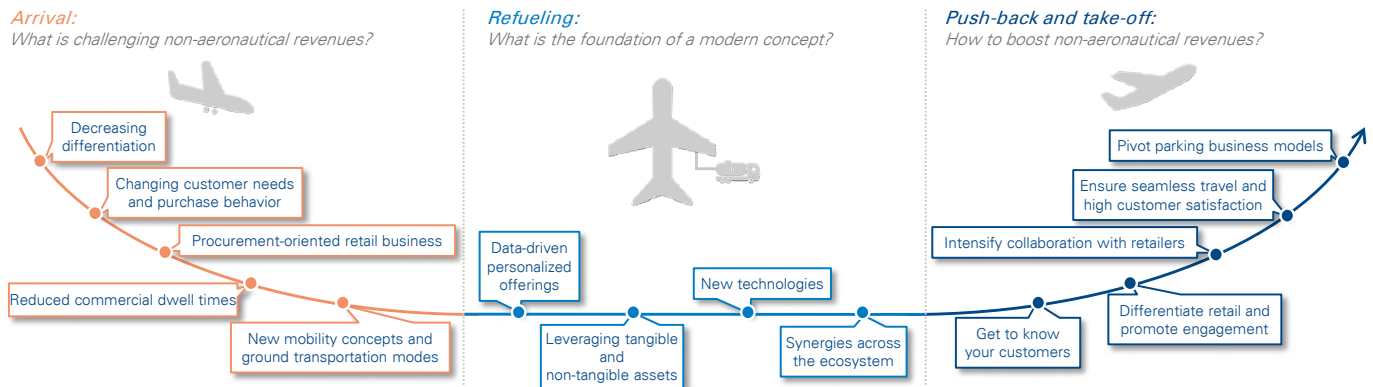 Arrival:
What is challenging non-aeronautical revenues?
Decreasing
differentiation
Changing customer needs
and purchase behavior
Procurement-oriented retail business
Reduced commercial dwell times
New mobility concepts and
ground transportation modes
Refueling:
What is the foundation of a modern concept?
Data-driven
personalized
offerings
Leveraging tangible
and
non-tangible assets
New technologies
Synergies across
the ecosystem
Push-back and take-off:
How to boost non-aeronautical revenues?
Pivot parking business models
Ensure seamless travel and
high customer satisfaction
Intensify collaboration with retailers
Differentiate retail and
promote engagement
Get to know
your customers